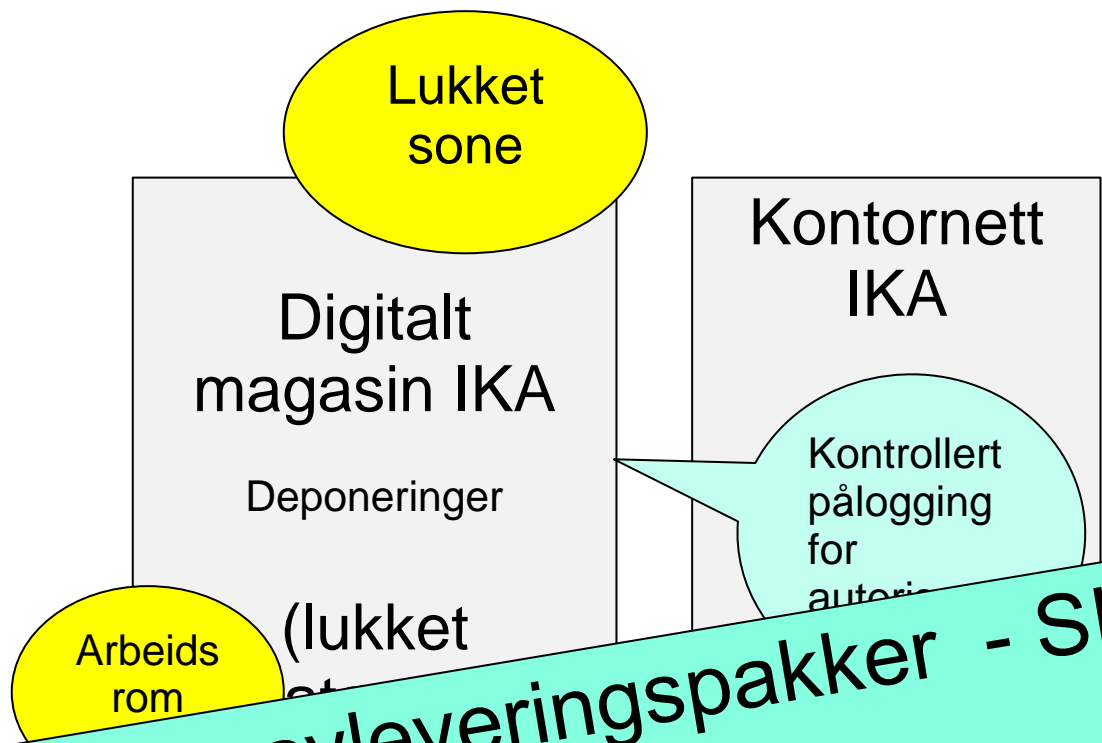 Lukket
sone
Digitalt
magasin IKA
Deponeringer
(lukket
Arbeids
rom
Kontornett
IKA
Kontrollert
pålogging
for
avleveringspakker -